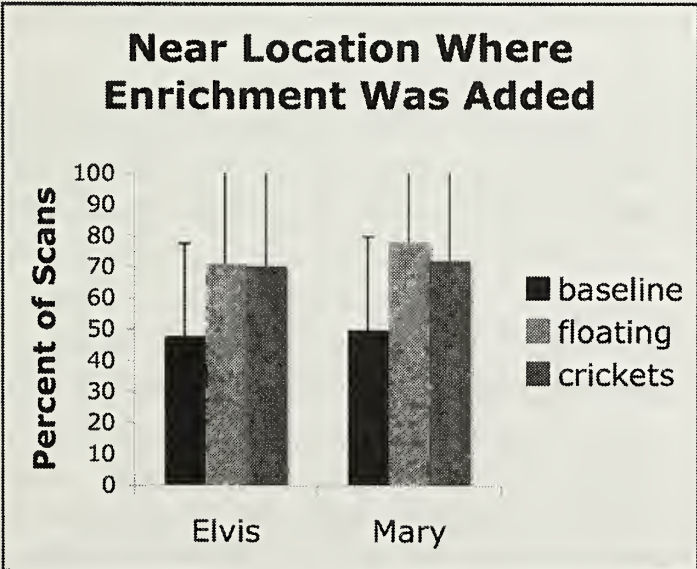 Near Location Where
Enrichment Was Added
Percent of Scans
100
90
80
70
60
50
40
30
20
10
0
Elvis Mary
baseline
floating
crickets